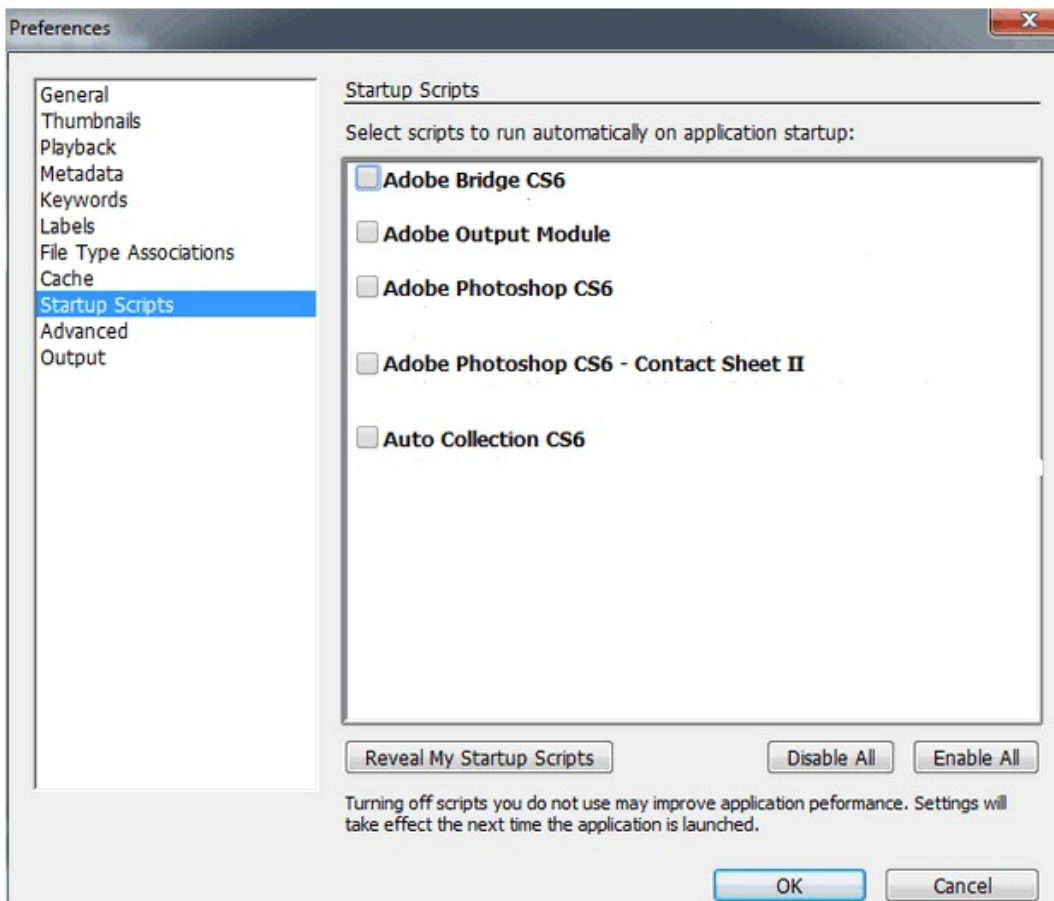 Preferences
General
Thumbnails
Playback
Metadata
Keywords
Labels
File Type Associations
Cache
Startup Scripts
Advanced
Output
Startup Scripts
Select scripts to run automatically on application startup:
Adobe Bridge CS6
Adobe Output Module
Adobe Photoshop CS6
Adobe Photoshop CS6 - Contact Sheet II
Auto Collection CS6
Reveal My Startup Scripts
Disable All
Enable All
Turning off scripts you do not use may improve application peformance. Settings will
take effect the next time the application is launched.
OK
Cancel